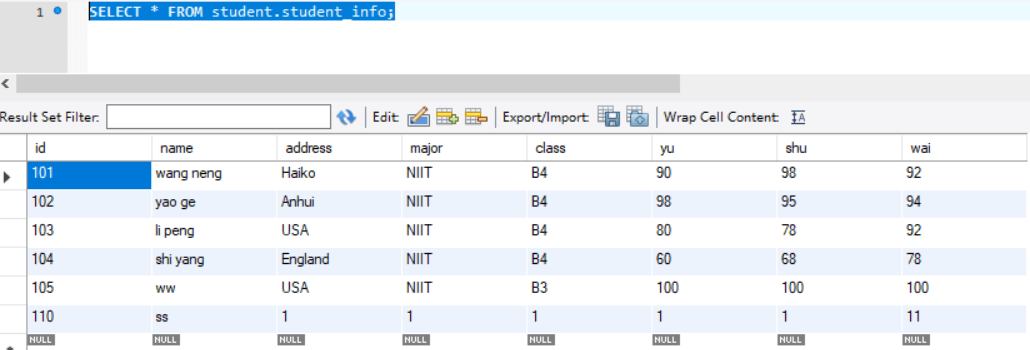 1 SELECT * FROM student.student_info;
Result Set Filter: Edit: Export/Import: Wrap Cell Content: IA
id name address major class yu shu wai
101 wang neng Haiko NIIT B4 90 98 92
102 yao ge Anhui NIIT B4 98 95 94
103 li peng USA NIIT B4 80 78 92
104 shi yang England NIIT B4 60 68 78
105 ww USA NIIT B3 100 100 100
110 ss 1 1 1 1 1 11
NULL NULL NULL NULL NULL NULL NULL NULL